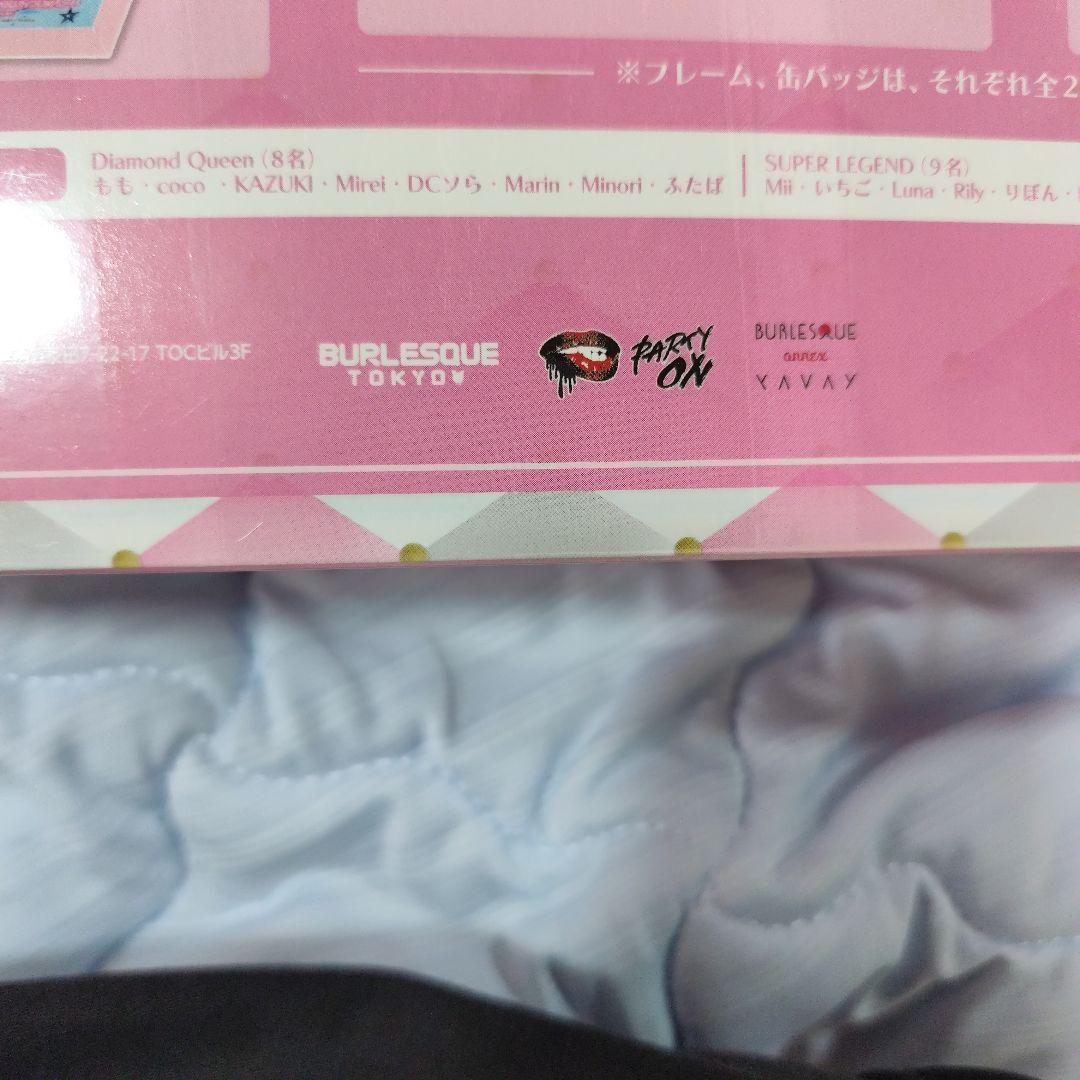 ※フレーム、缶バッジは、それぞれ全2
Diamond Queen（8名）
もも・coco ・KAZUKI・Mirei・DCソら・Marin・Minori・ふたば
SUPER LEGEND（9名）
Mii・いちご・Luna・Rily・りぼん・
7-22-17 TOCビル3F
BURLESQUE
TOKYO
PARTY
ON
BURLESQUE
annex
YAVAY